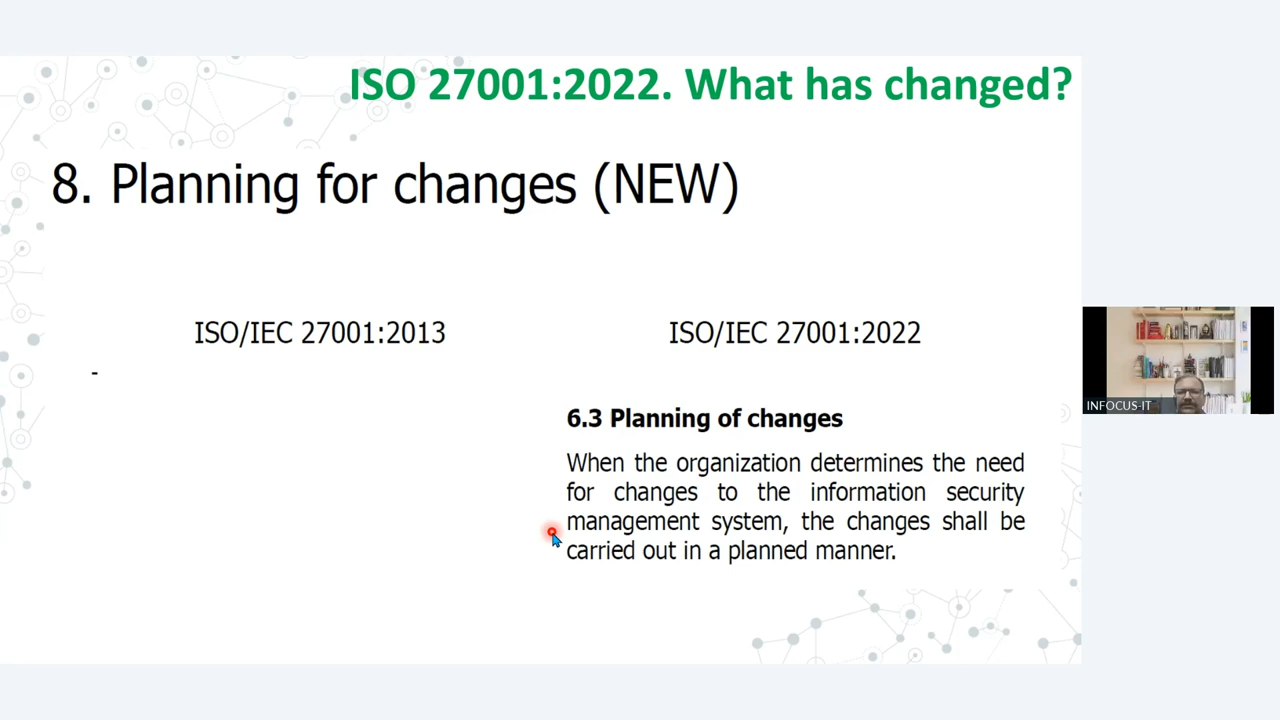 ISO 27001:2022. What has changed?
8. Planning for changes (NEW)
ISO/IEC 27001:2013
ISO/IEC 27001:2022
-
6.3 Planning of changes
When the organization determines the need
for changes to the information security
management system, the changes shall be
carried out in a planned manner.
INFOCUS-IT